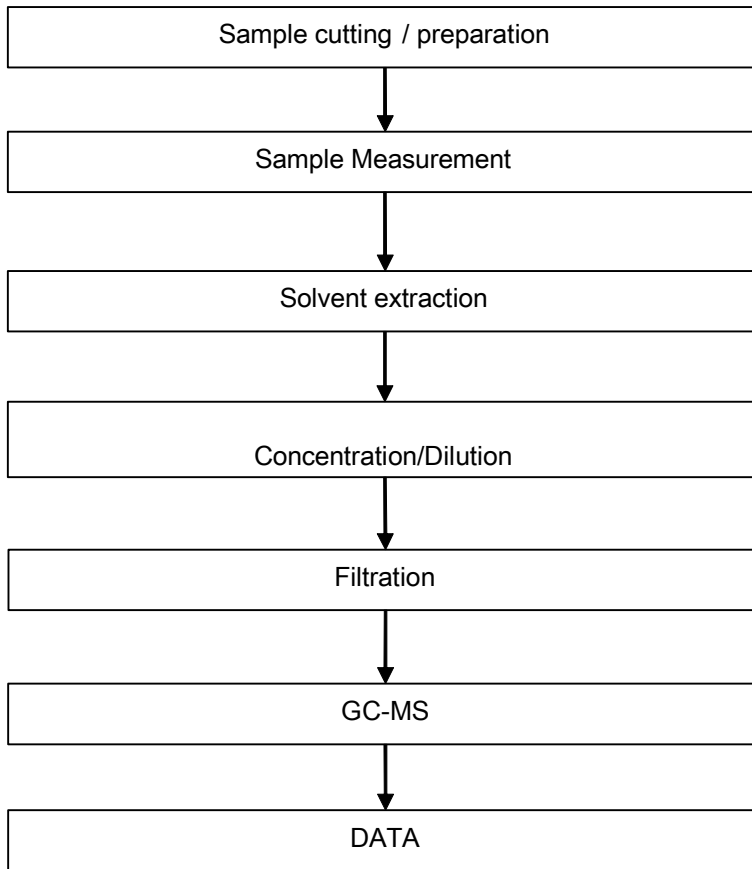 Sample cutting / preparation
Sample Measurement
Solvent extraction
Concentration/Dilution
Filtration
GC-MS
DATA